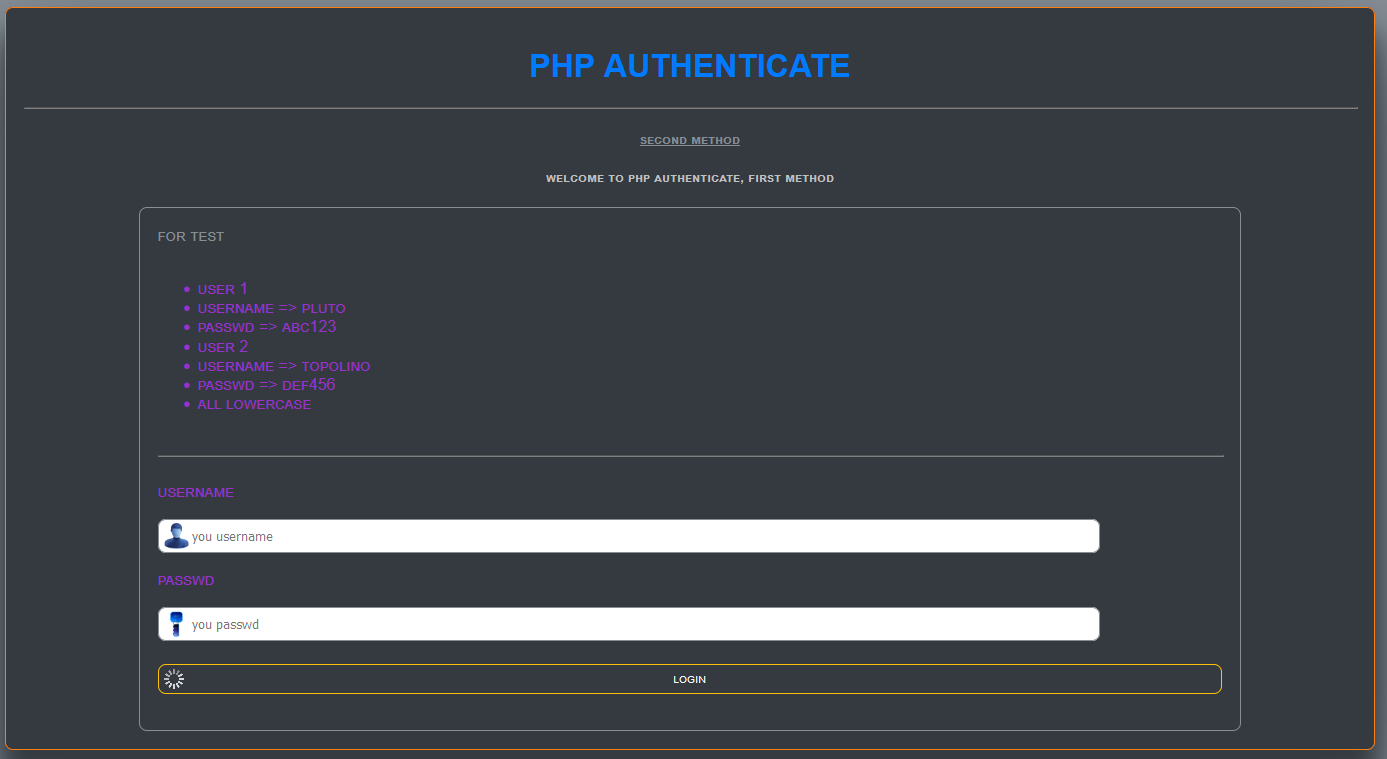 PHP AUTHENTICATE
SECOND METHOD
WELCOME TO PHP AUTHENTICATE, FIRST METHOD
FOR TEST
USER 1
USERNAME => PLUTO
PASSWD => ABC123
USER 2
USERNAME => TOPOLINO
PASSWD => DEF456
ALL LOWERCASE
USERNAME
you username
PASSWD
you passwd
LOGIN